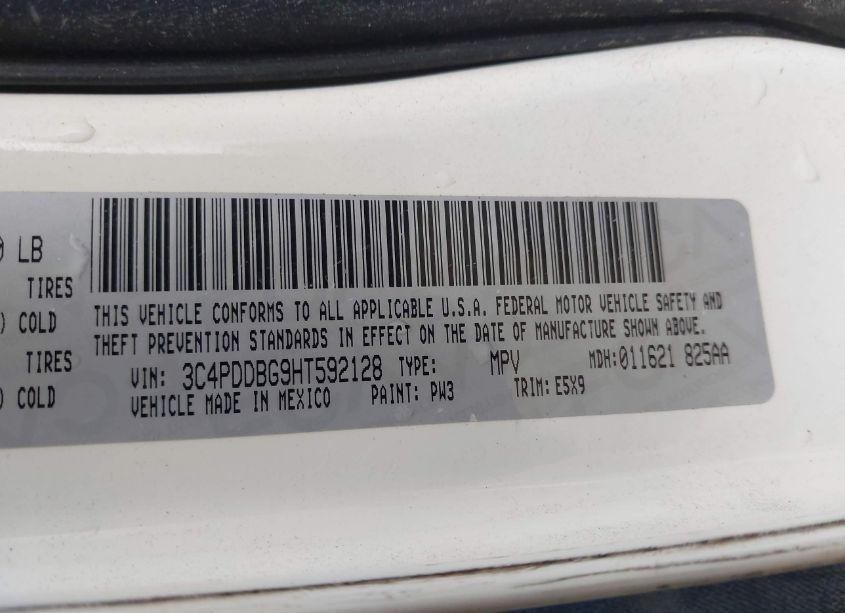 LB
TIRES
COLD
TIRES
COLD
THIS VEHICLE CONFORMS TO ALL APPLICABLE U.S.A. FEDERAL MOTOR VEHICLE SAFETY AND
THEFT PREVENTION STANDARDS IN EFFECT ON THE DATE OF MANUFACTURE SHOWN ABOVE.
VIN: 3C4PDDBG9HT592128 TYPE: MPV MDH:011621 825AA
VEHICLE MADE IN MEXICO PAINT: PW3 TRIM: E5X9